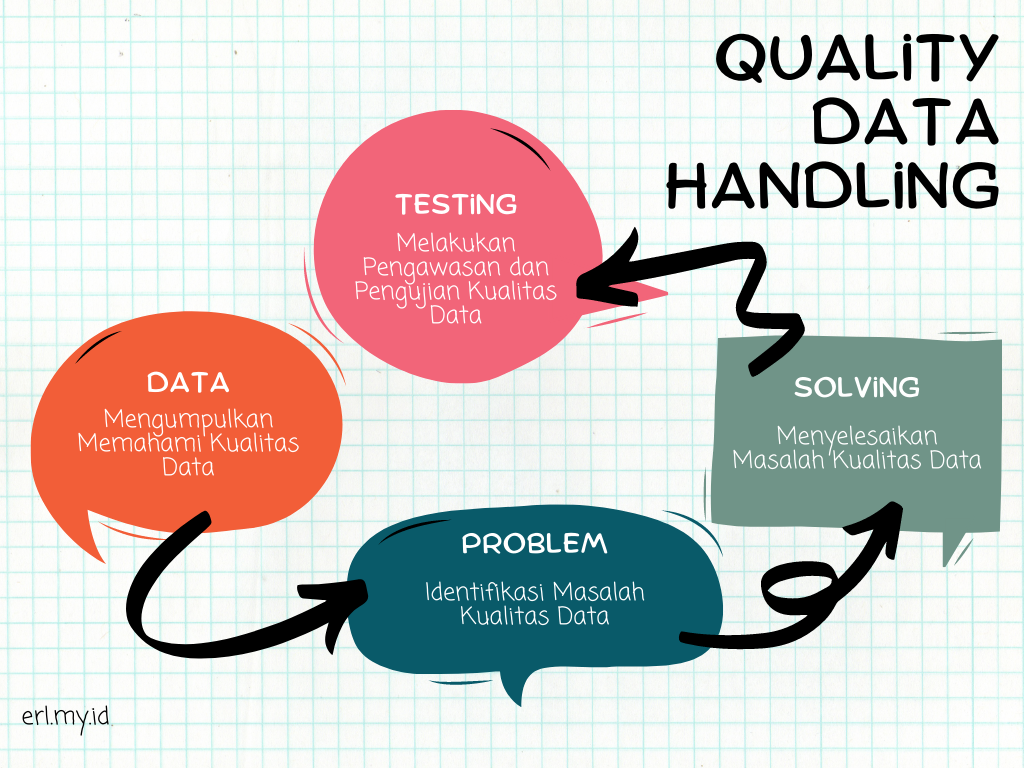 QUALITY
DATA
HANDLING
TESTING
Melakukan
Pengawasan dan
Pengujian Kualitas
Data
DATA
Mengumpulkan
Memahami Kualitas
Data
SOLVING
Menyelesaikan
Masalah Kualitas Data
PROBLEM
Identifikasi Masalah
Kualitas Data
erl.my.id